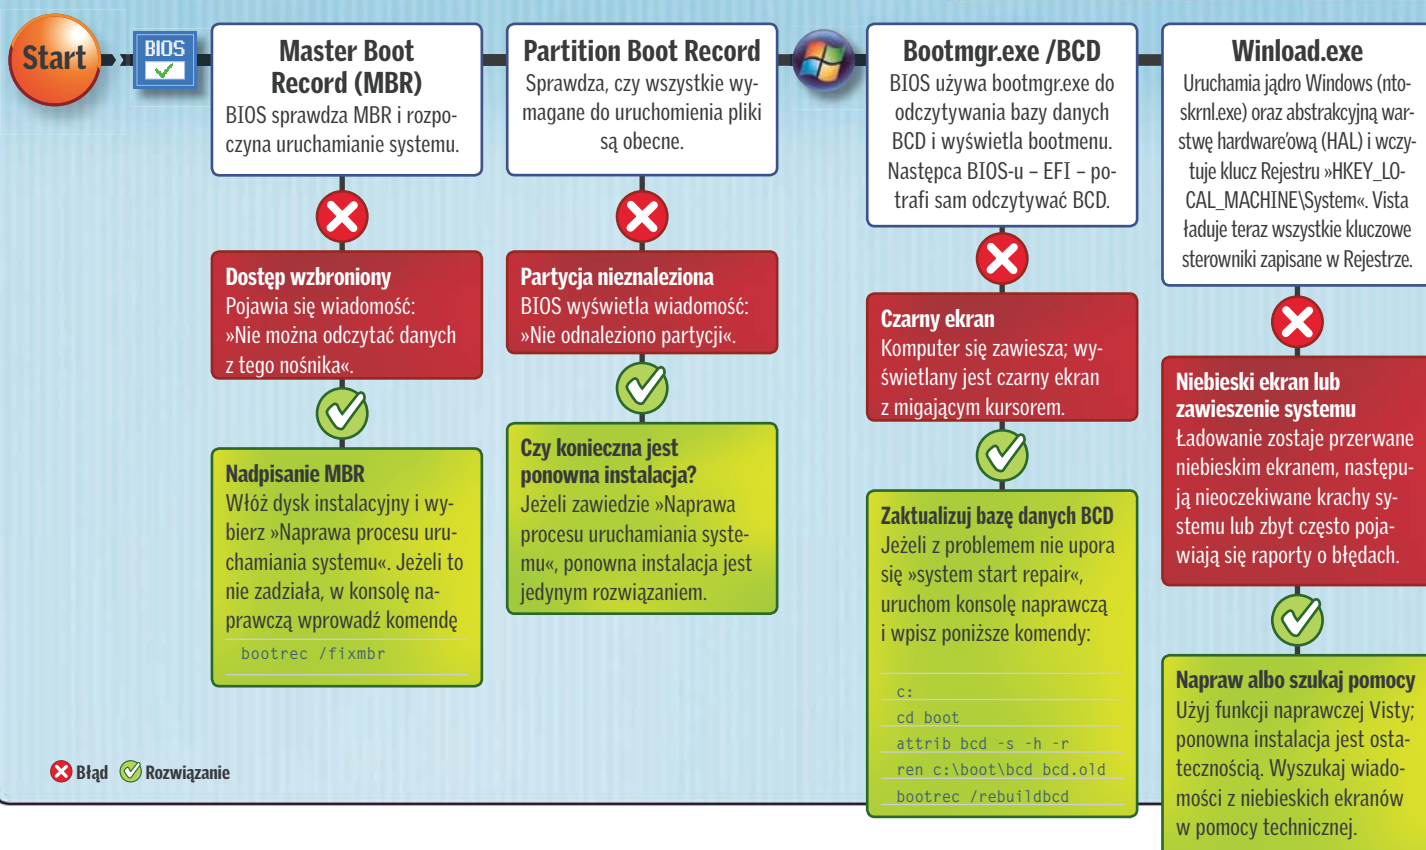 Start
BIOS
Master Boot
Record (MBR)
BIOS sprawdza MBR i rozpo-
czyna uruchamianie systemu.
Dostęp wzbroniony
Pojawia się wiadomość:
»Nie można odczytać danych
z tego nośnika«.
Nadpisanie MBR
Włóż dysk instalacyjny i wy-
bierz »Naprawa procesu uru-
chamiania systemu«. Jeżeli to
nie zadziała, w konsolę na-
prawczą wprowadź komendę
bootrec /fixmbr
Partition Boot Record
Sprawdza, czy wszystkie wy-
magane do uruchomienia pliki
są obecne.
Partycja nieznaleziona
BIOS wyświetla wiadomość:
»Nie odnaleziono partycji«.
Czy konieczna jest
ponowna instalacja?
Jeżeli zawiedzie »Naprawa
procesu uruchamiania syste-
mu«, ponowna instalacja jest
jedynym rozwiązaniem.
Bootmgr.exe /BCD
BIOS używa bootmgr.exe do
odczytywania bazy danych
BCD i wyświetla bootmenu.
Następca BIOS-u – EFI – po-
trafi sam odczytywać BCD.
Czarny ekran
Komputer się zawiesza; wy-
świetlany jest czarny ekran
z migającym kursorem.
Zaktualizuj bazę danych BCD
Jeżeli z problemem nie upora
się »system start repair«,
uruchom konsolę naprawczą
i wpisz poniższe komendy:
c:
cd boot
attrib bcd -s -h -r
ren c:\boot\bcd bcd.old
bootrec /rebuildbcd
Winload.exe
Uruchamia jądro Windows (nto-
skrnl.exe) oraz abstrakcyjną war-
stwę hardware'ową (HAL) i wczy-
tuje klucz Rejestru »HKEY_LO-
CAL_MACHINE\System«. Vista
ładuje teraz wszystkie kluczowe
sterowniki zapisane w Rejestrze.
Niebieski ekran lub
zawieszenie systemu
Ładowanie zostaje przerwane
niebieskim ekranem, następu-
ją nieoczekiwane krachy sy-
stemu lub zbyt często poja-
wiają się raporty o błędach.
Napraw albo szukaj pomocy
Użyj funkcji naprawczej Visty;
ponowna instalacja jest osta-
tecznością. Wyszukaj wiado-
mości z niebieskich ekranów
w pomocy technicznej.
Błąd Rozwiązanie